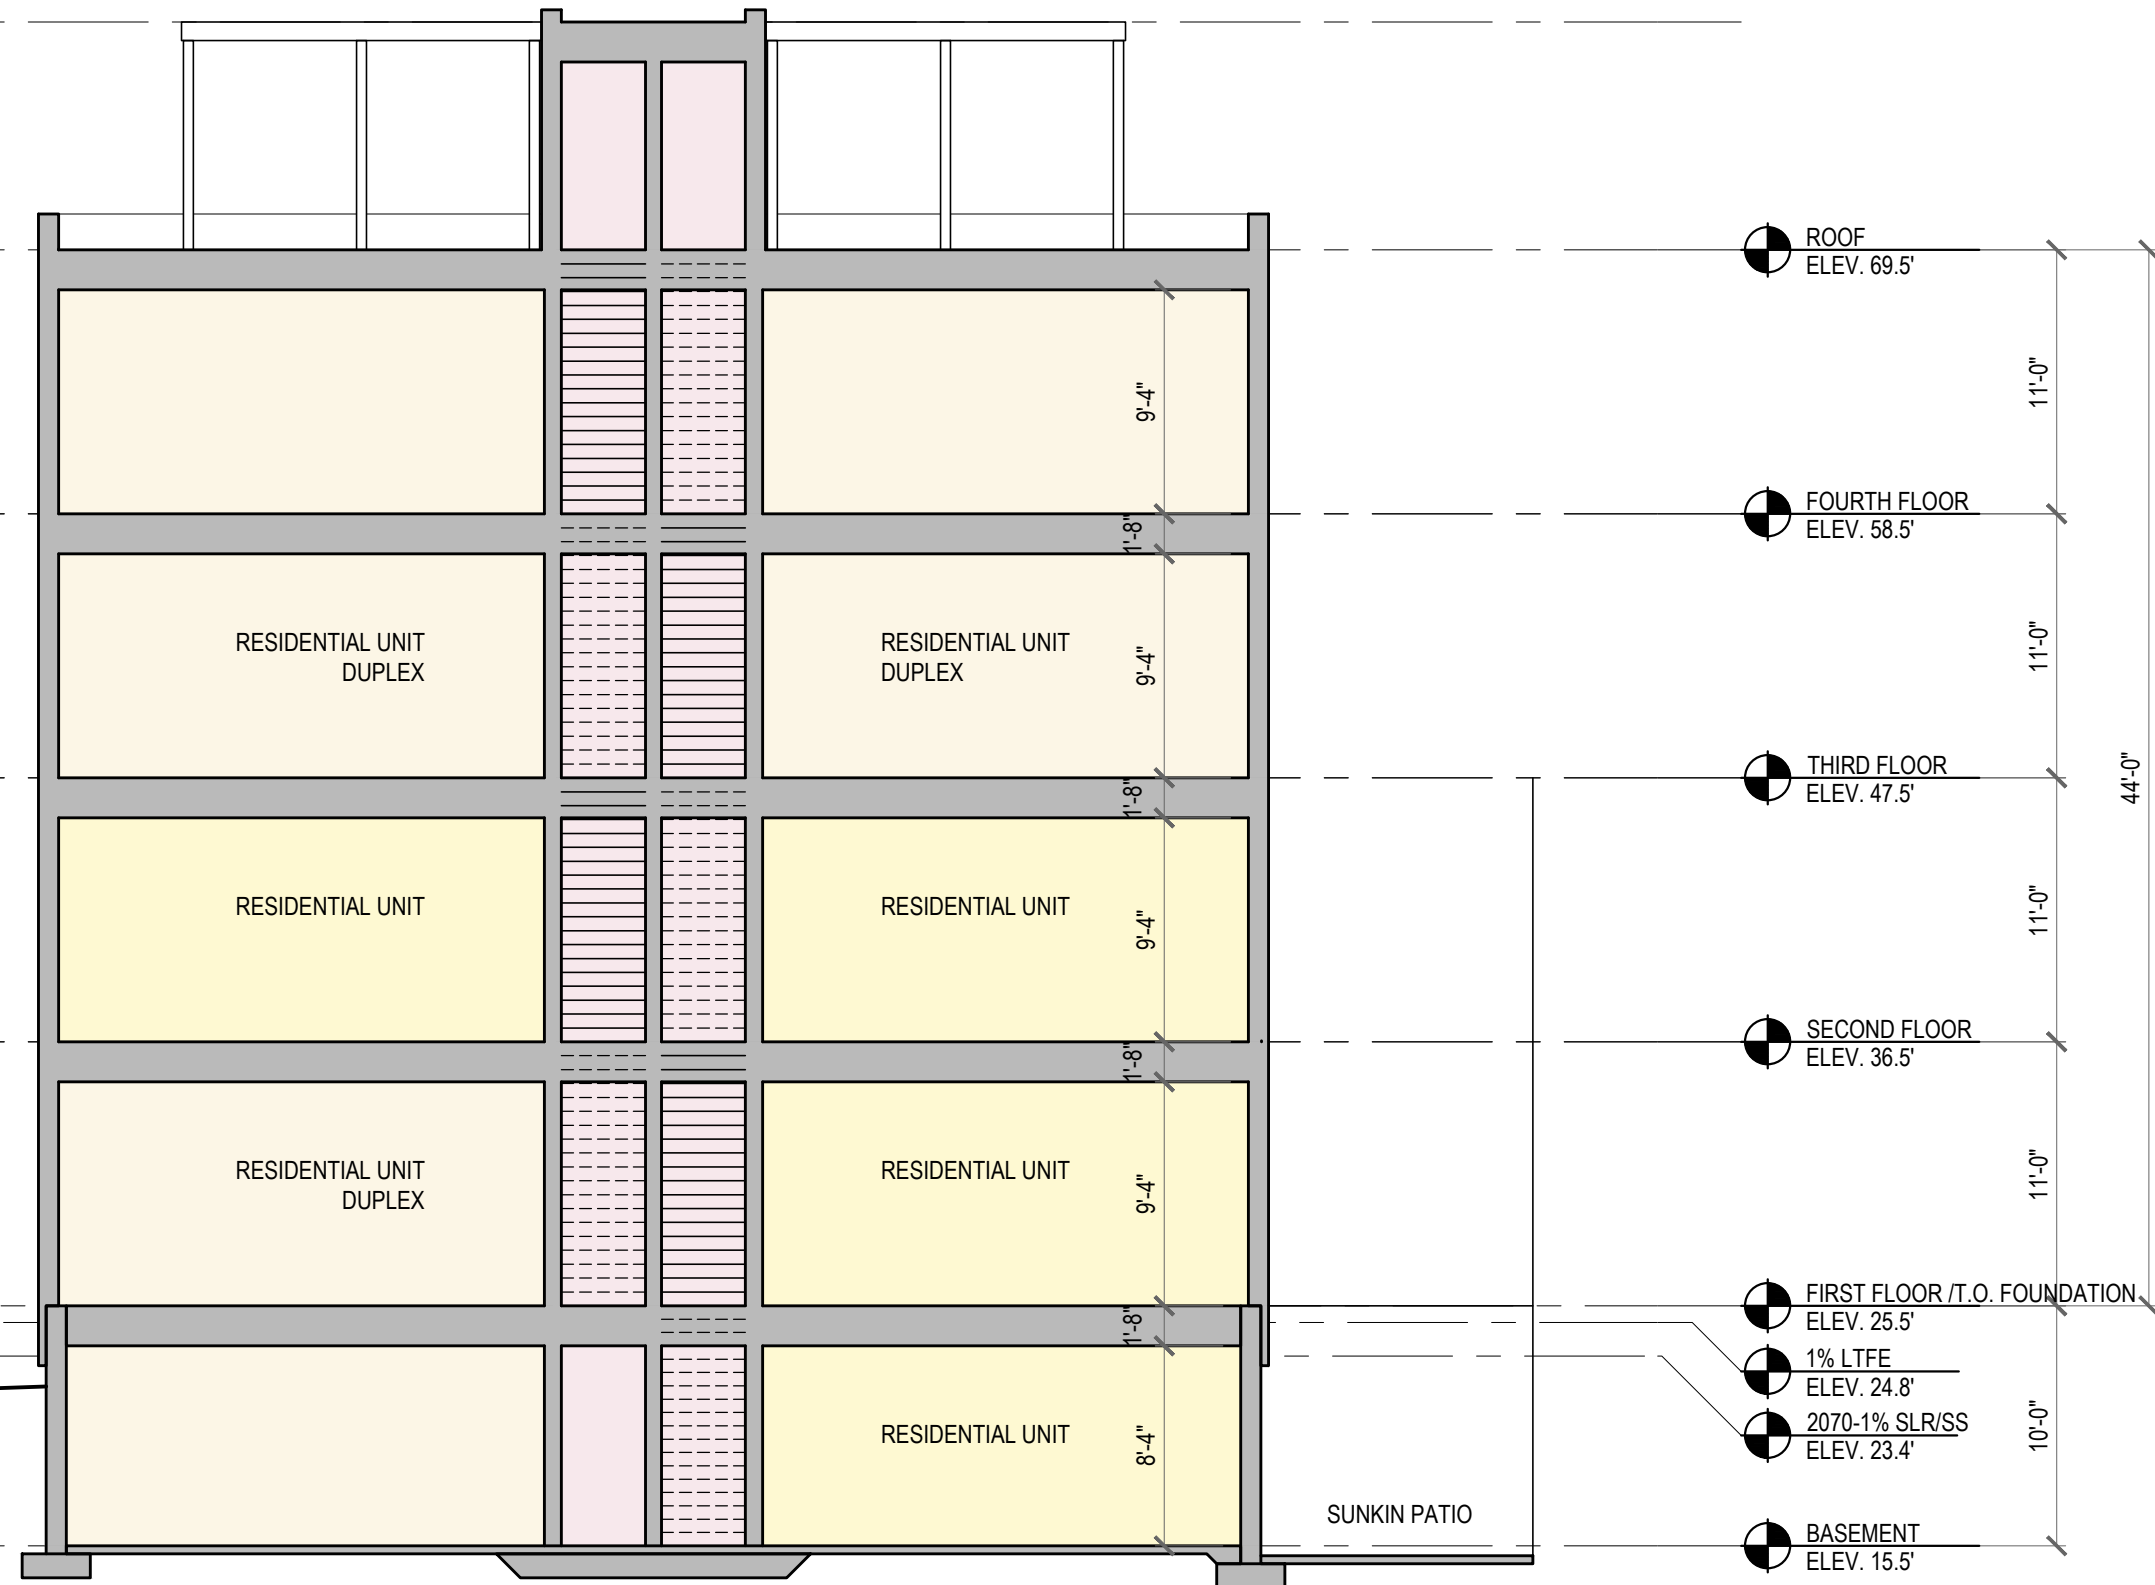 ROOF
ELEV. 69.5'
11'-0"
9'-4"
FOURTH FLOOR
ELEV. 58.5'
1'-8"
RESIDENTIAL UNIT
DUPLEX
RESIDENTIAL UNIT
DUPLEX
9'-4"
11'-0"
THIRD FLOOR
ELEV. 47.5'
44'-0"
1'-8"
RESIDENTIAL UNIT
RESIDENTIAL UNIT
9'-4"
11'-0"
SECOND FLOOR
ELEV. 36.5'
1'-8"
RESIDENTIAL UNIT
DUPLEX
RESIDENTIAL UNIT
9'-4"
11'-0"
FIRST FLOOR /T.O. FOUNDATION
ELEV. 25.5'
1'-8"
1% LTFE
ELEV. 24.8'
2070-1% SLR/SS
ELEV. 23.4'
RESIDENTIAL UNIT
8'-4"
10'-0"
SUNKIN PATIO
BASEMENT
ELEV. 15.5'